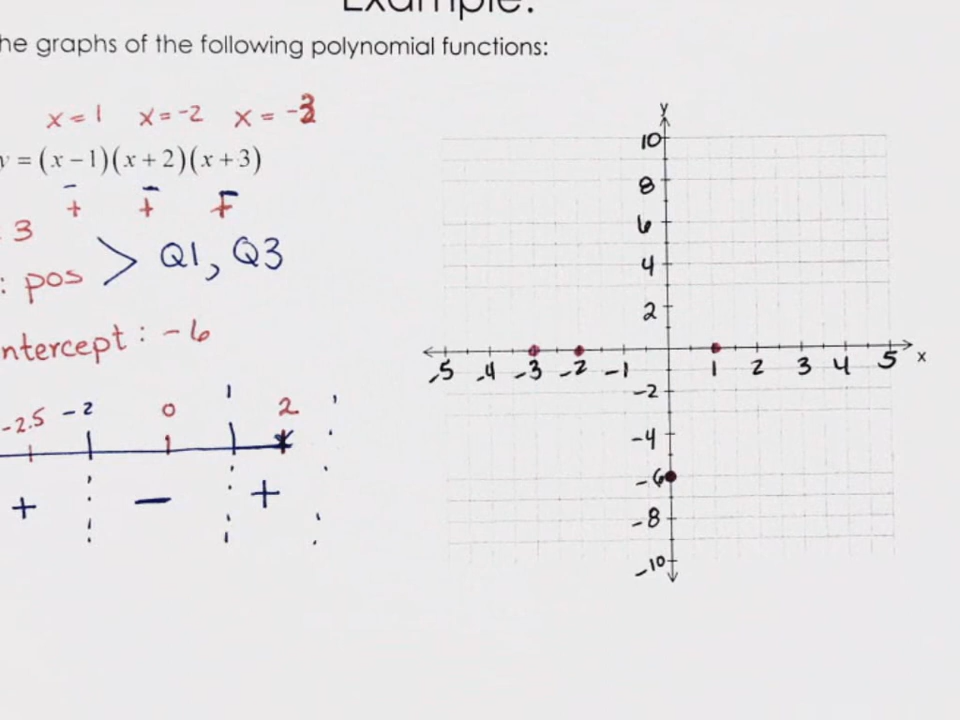 Example:
he graphs of the following polynomial functions:
x = 1 x = -2 x = -3
y = (x − 1)(x + 2)(x + 3)
- - -
+ + +
: 3
: pos > Q1, Q3
ntercept : -6
-2.5 -2 0 1 2
+ − +
y
10
8
6
4
2
-5 -4 -3 -2 -1 1 2 3 4 5 x
-2
-4
-6
-8
-10